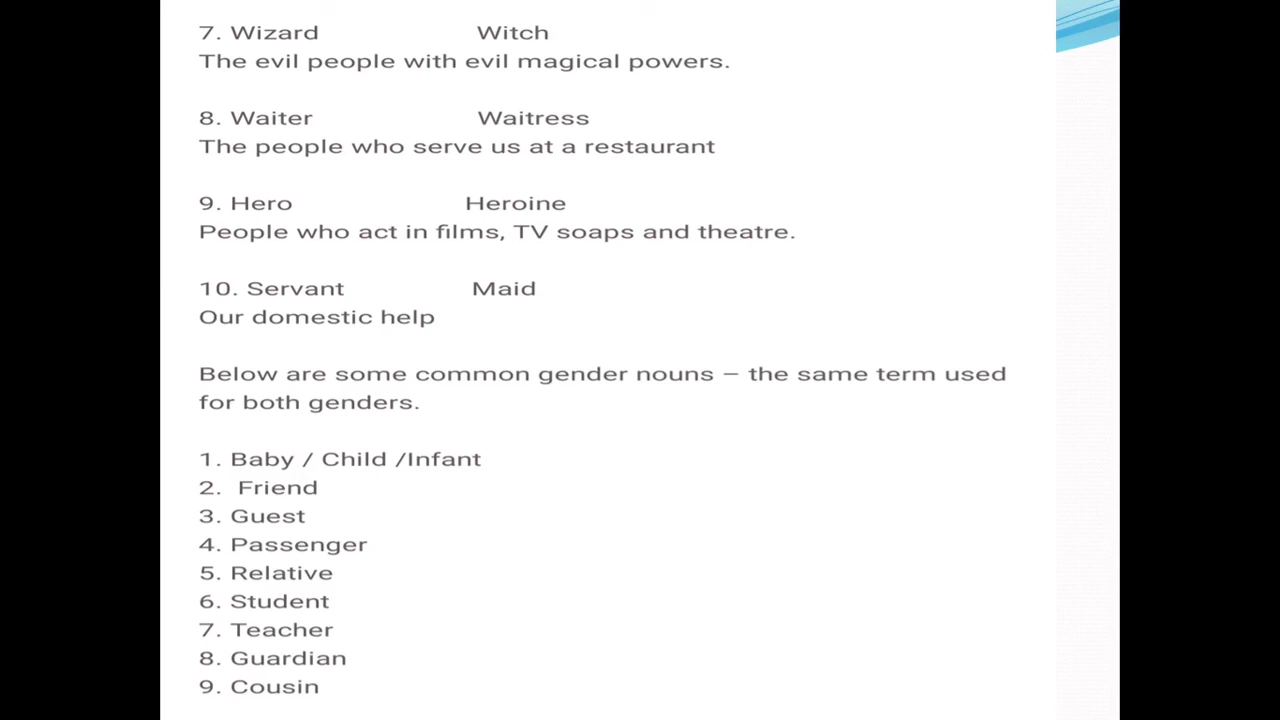 7. Wizard Witch
The evil people with evil magical powers.
8. Waiter Waitress
The people who serve us at a restaurant
9. Hero Heroine
People who act in films, TV soaps and theatre.
10. Servant Maid
Our domestic help
Below are some common gender nouns – the same term used
for both genders.
1. Baby / Child /Infant
2. Friend
3. Guest
4. Passenger
5. Relative
6. Student
7. Teacher
8. Guardian
9. Cousin